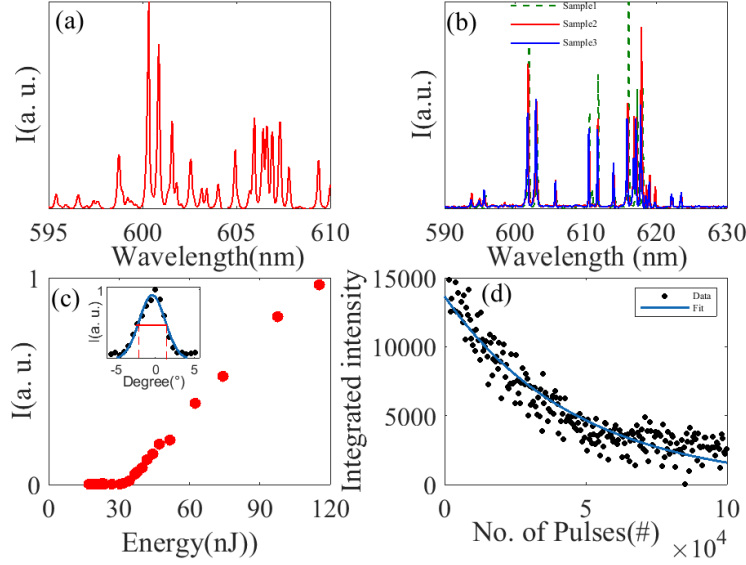 (a)
I(a. u.)
595 600 605 610
Wavelength(nm)
(b)
Sample1
Sample2
Sample3
I(a.u.)
590 600 610 620 630
Wavelength (nm)
(c)
1
I(a. u.)
0
0 30 60 90 120
Energy(nJ))
1
I(a. u.)
-5 0 5
Degree(°)
(d)
Data
Fit
15000
10000
5000
0
Integrated intensity
0 5 10
No. of Pulses(#)
×10⁴